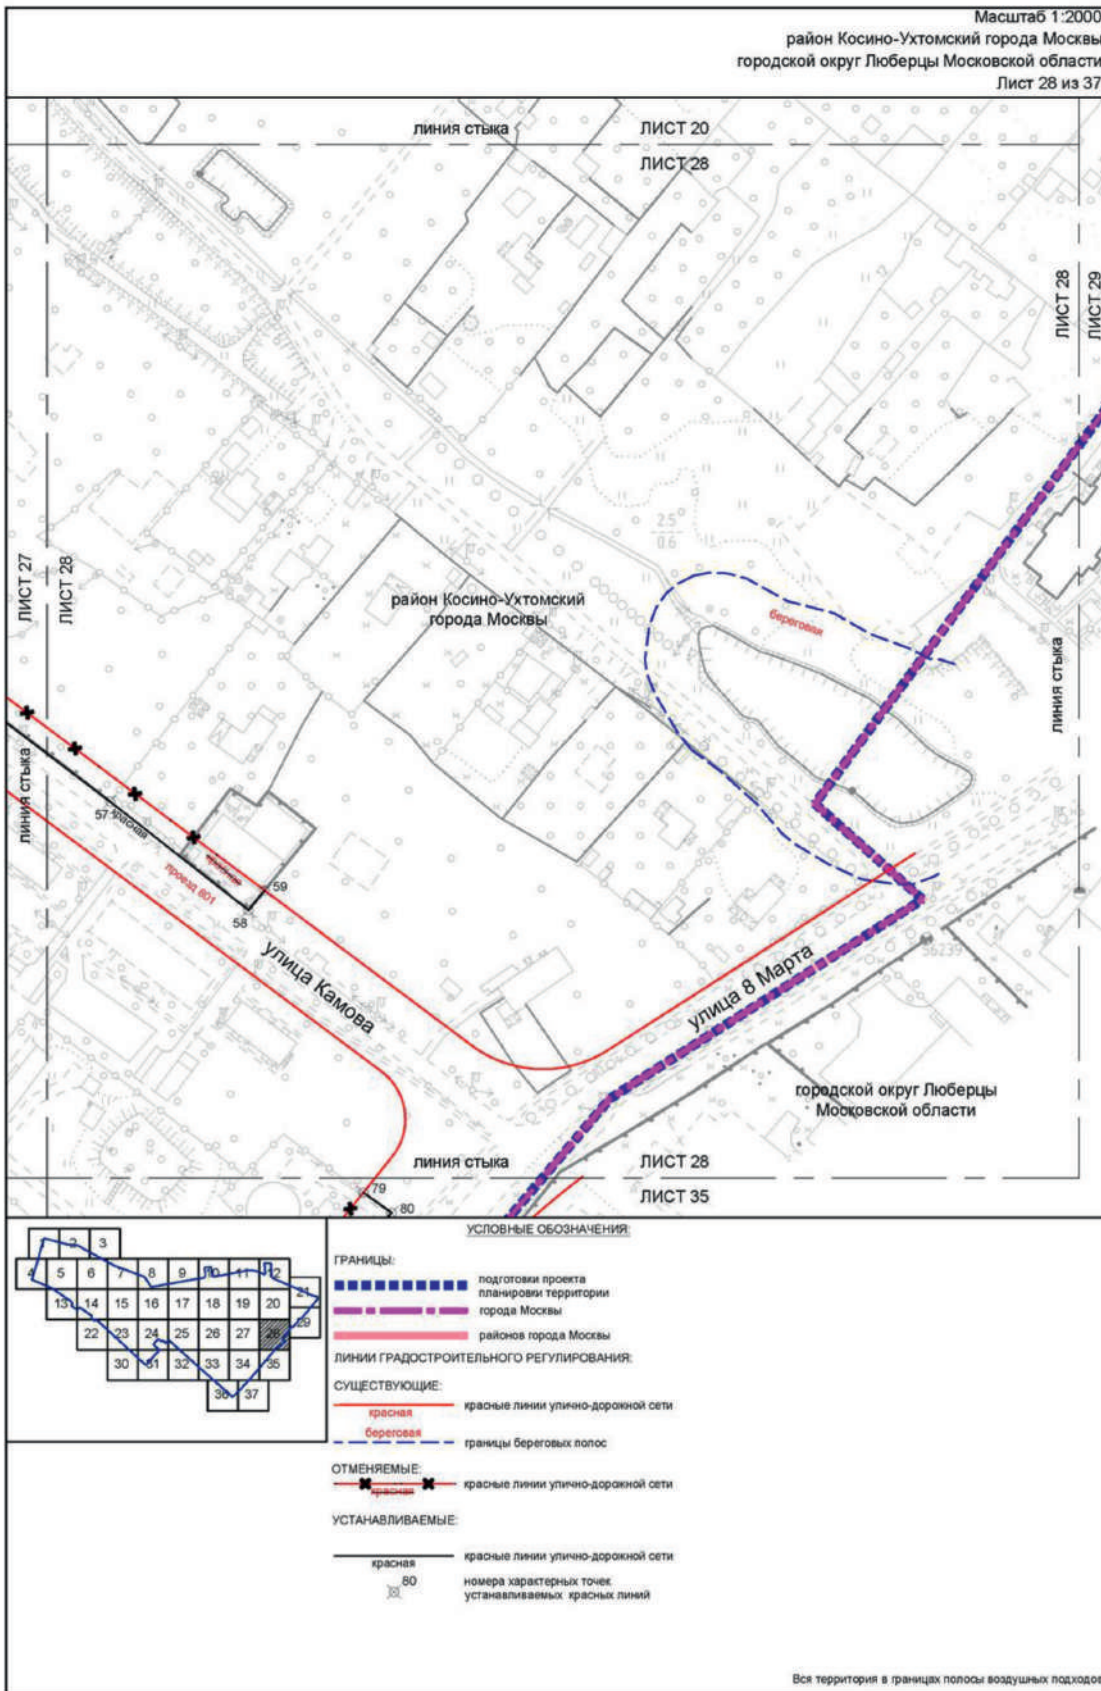 Масштаб 1:2000
район Косино-Ухтомский города Москвы
городской округ Люберцы Московской области
Лист 28 из 37
линия стыка
ЛИСТ 20
ЛИСТ 28
ЛИСТ 28
ЛИСТ 29
2.5
0.6
ЛИСТ 27
ЛИСТ 28
район Косино-Ухтомский
города Москвы
береговая
линия стыка
линия стыка
57
красная
красная
проезд 601
59
58
улица Камова
улица 8 Марта
56239
городской округ Люберцы
Московской области
линия стыка
ЛИСТ 28
ЛИСТ 35
79
80
1 2 3
4 5 6 7 8 9 10 11 12
21
13 14 15 16 17 18 19 20
29
22 23 24 25 26 27 28
30 31 32 33 34 35
36 37
УСЛОВНЫЕ ОБОЗНАЧЕНИЯ:
ГРАНИЦЫ:
подготовки проекта
планировки территории
города Москвы
районов города Москвы
ЛИНИИ ГРАДОСТРОИТЕЛЬНОГО РЕГУЛИРОВАНИЯ:
СУЩЕСТВУЮЩИЕ:
красные линии улично-дорожной сети
красная
береговая
границы береговых полос
ОТМЕНЯЕМЫЕ:
красные линии улично-дорожной сети
красная
УСТАНАВЛИВАЕМЫЕ:
красные линии улично-дорожной сети
красная
80
номера характерных точек
устанавливаемых красных линий
Вся территория в границах полосы воздушных подходов